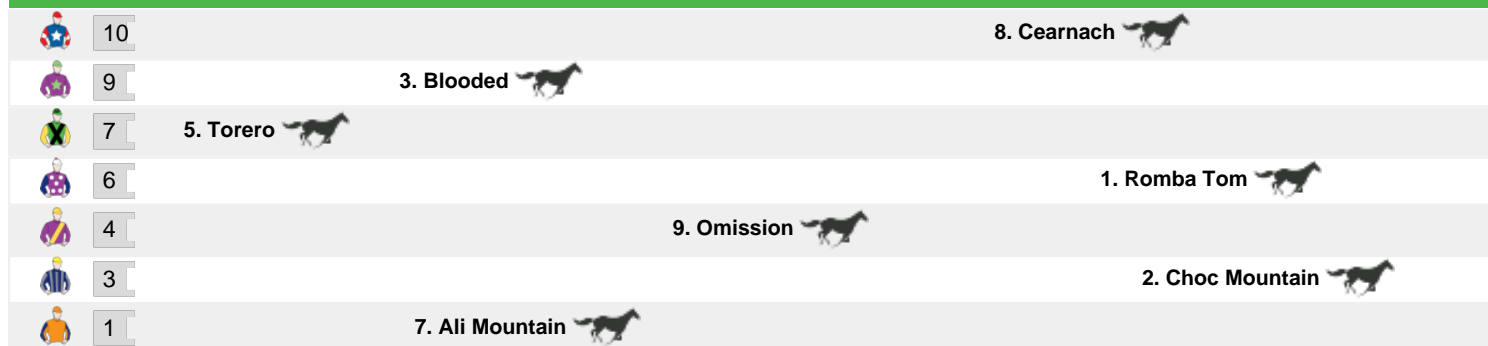 10 8. Cearnach
9 3. Blooded
7 5. Torero
6 1. Romba Tom
4 9. Omission
3 2. Choc Mountain
1 7. Ali Mountain